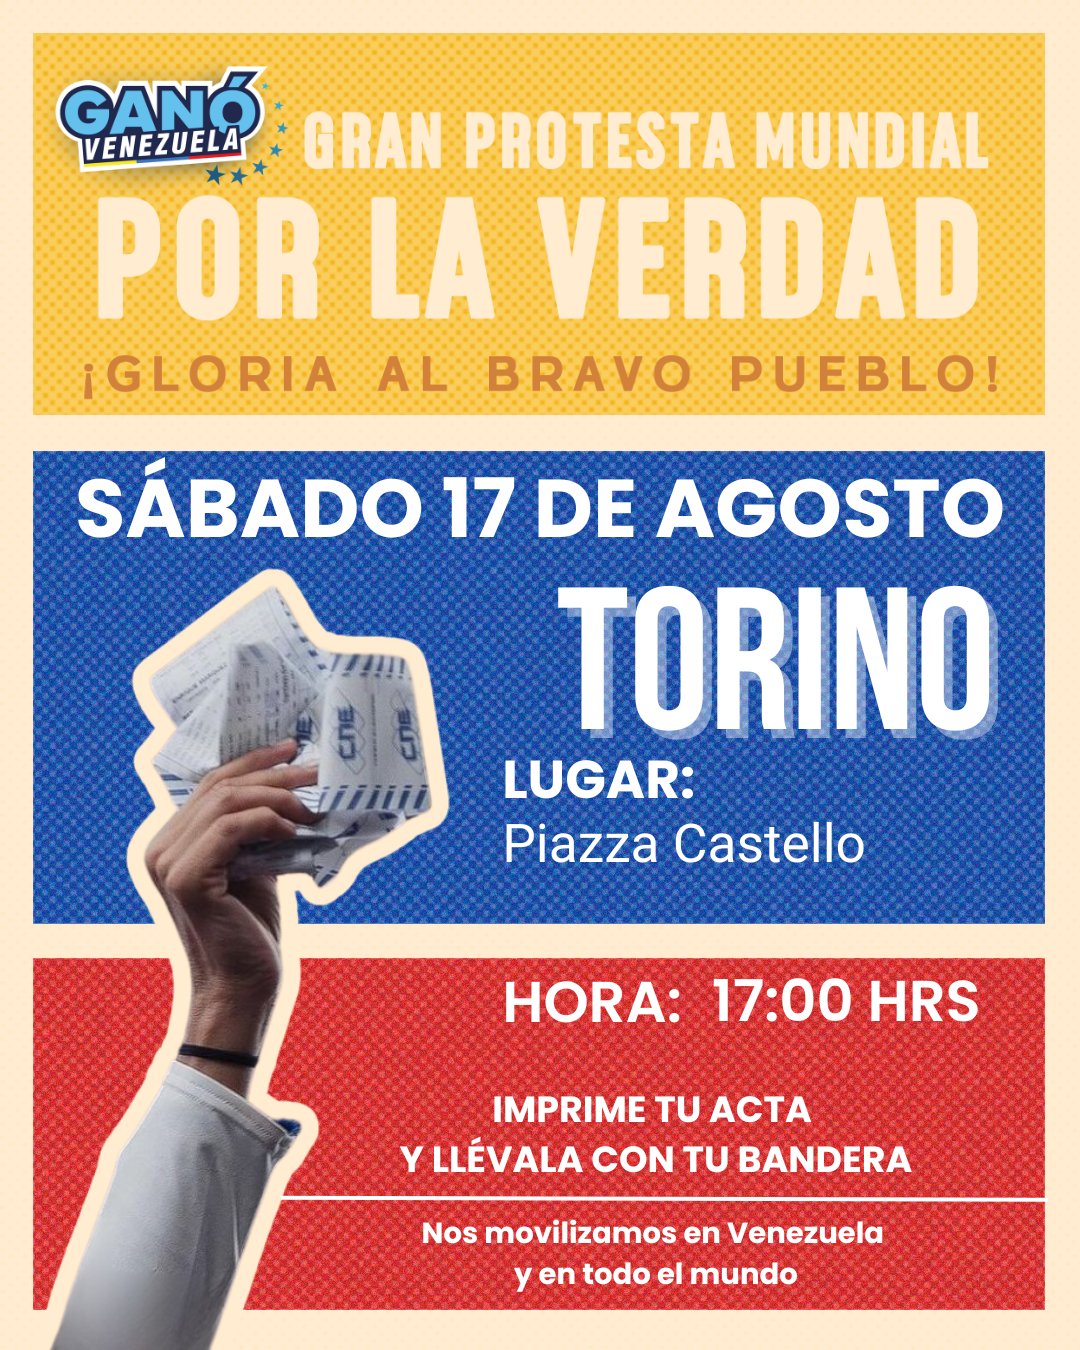 GANÓ
VENEZUELA
GRAN PROTESTA MUNDIAL
POR LA VERDAD
¡GLORIA AL BRAVO PUEBLO!
SÁBADO 17 DE AGOSTO
TORINO
CNE
CNE
LUGAR:
Piazza Castello
HORA: 17:00 HRS
IMPRIME TU ACTA
Y LLÉVALA CON TU BANDERA
Nos movilizamos en Venezuela
y en todo el mundo